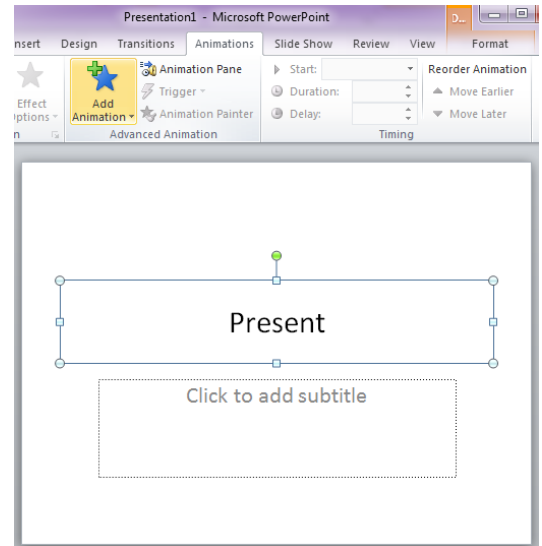 Presentation1 - Microsoft PowerPoint
D...
nsert Design Transitions Animations Slide Show Review View Format
Effect
ptions
Add
Animation
Animation Pane
Trigger
Animation Painter
Start:
Duration:
Delay:
Reorder Animation
Move Earlier
Move Later
n Advanced Animation Timing
Present
Click to add subtitle